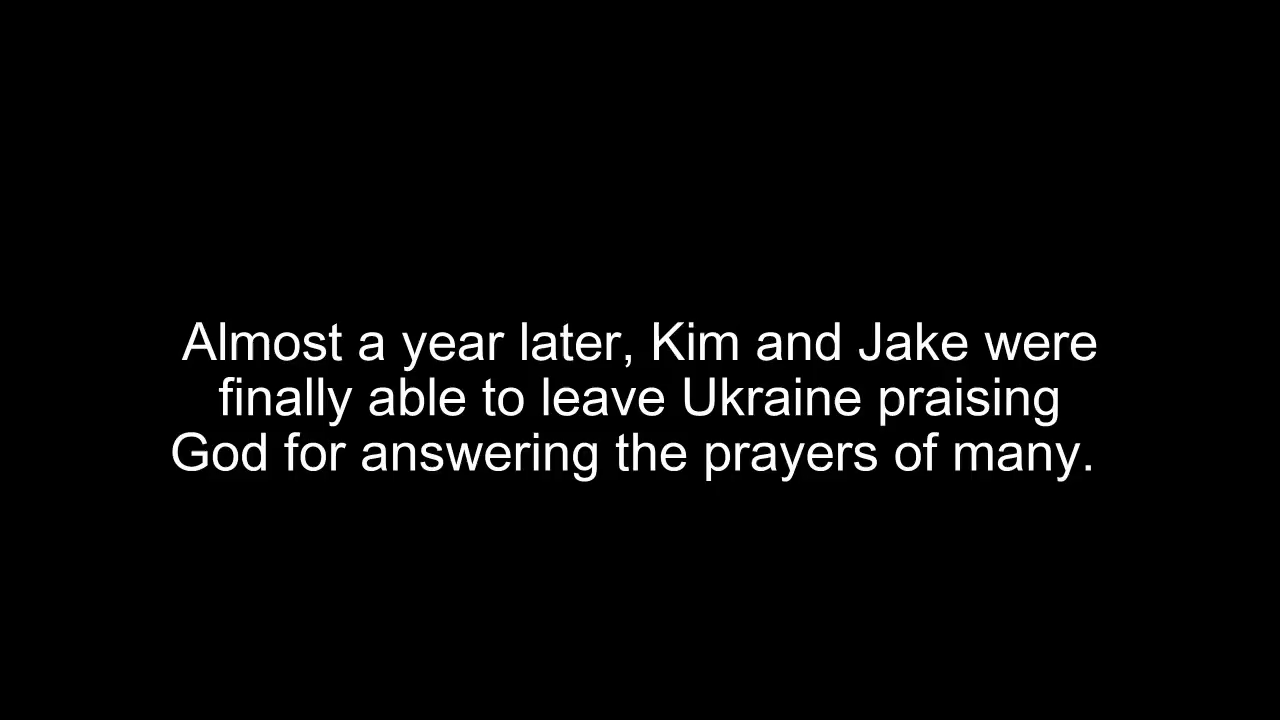 Almost a year later, Kim and Jake were
finally able to leave Ukraine praising
God for answering the prayers of many.